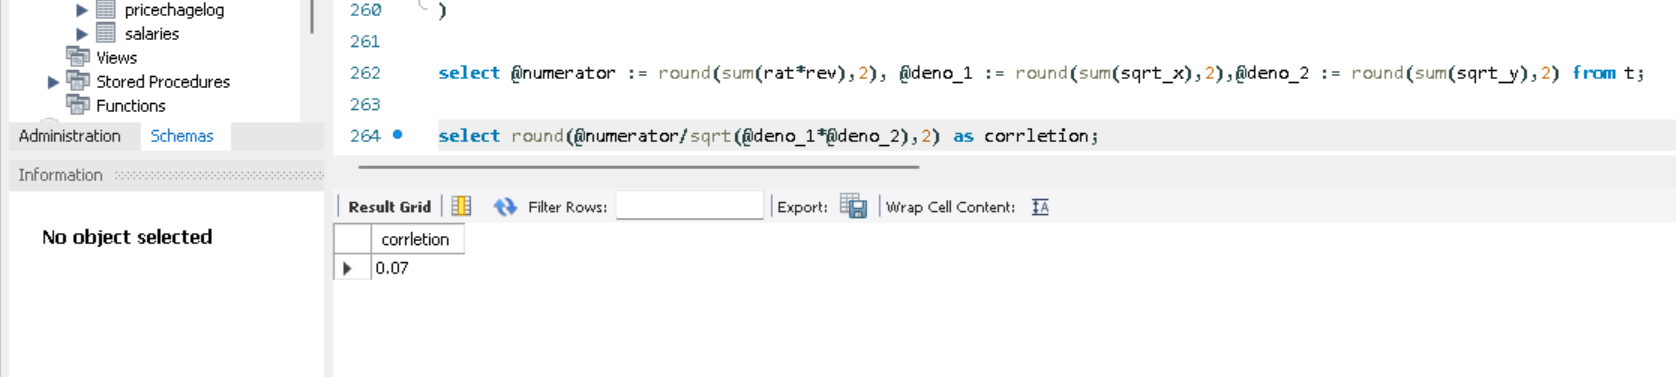 pricechagelog
salaries
Views
Stored Procedures
Functions
Administration Schemas
Information
No object selected
260 )
261
262 select @numerator := round(sum(rat*rev),2), @deno_1 := round(sum(sqrt_x),2),@deno_2 := round(sum(sqrt_y),2) from t;
263
264 select round(@numerator/sqrt(@deno_1*@deno_2),2) as corrletion;
Result Grid Filter Rows: Export: Wrap Cell Content: IA
corrletion
0.07